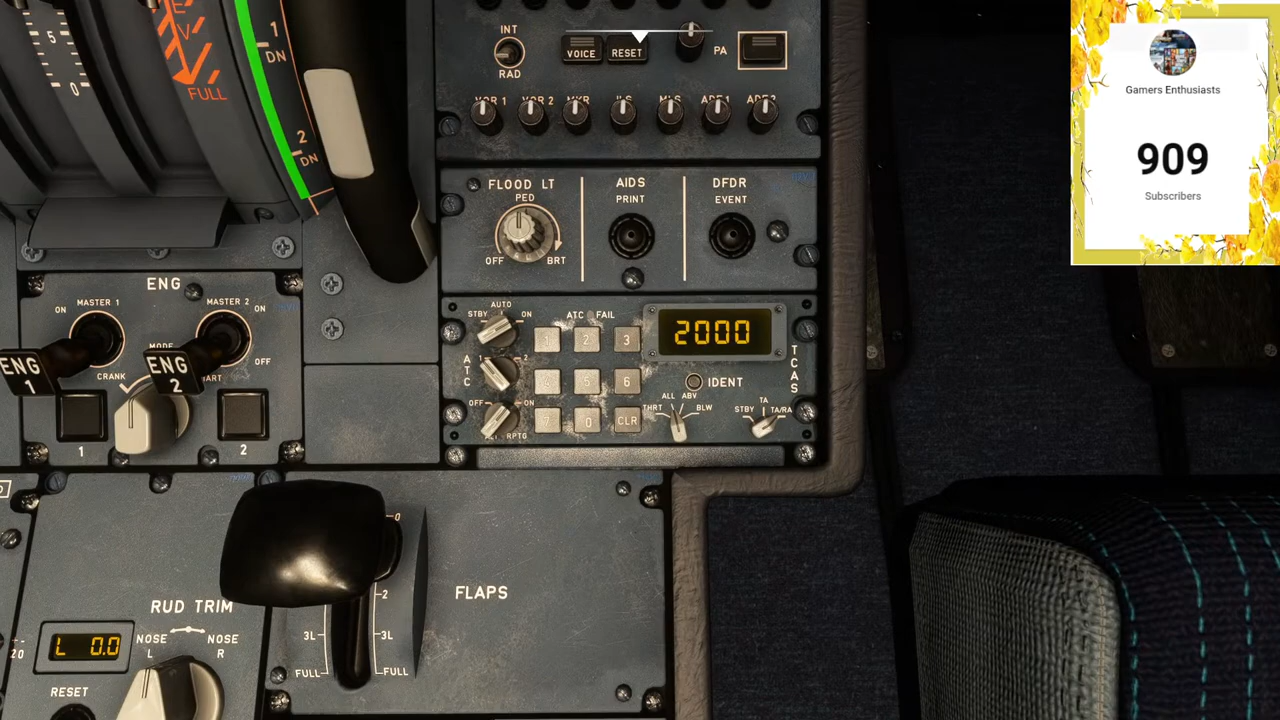 5
0
E
V
FULL
1
DN
2
DN
INT
RAD
VOICE
RESET
PA
VOR 1
VOR 2
MKR
ILS
MLS
ADF1
ADF2
FLOOD LT
PED
OFF
BRT
AIDS
PRINT
DFDR
EVENT
ENG
ON
MASTER 1
MASTER 2
ON
OFF
MODE
CRANK
ENG
1
ENG
2
1
2
AUTO
STBY
ON
ATC
FAIL
2000
1
2
3
ATC
1
2
5
6
IDENT
TCAS
OFF
ON
7
0
CLR
RPTG
THRT
ALL
ABV
BLW
STBY
TA
TA/RA
0
2
3L
3L
FULL
FULL
FLAPS
RUD TRIM
NOSE
L
NOSE
R
L 0.0
RESET
20
Gamers Enthusiasts
909
Subscribers